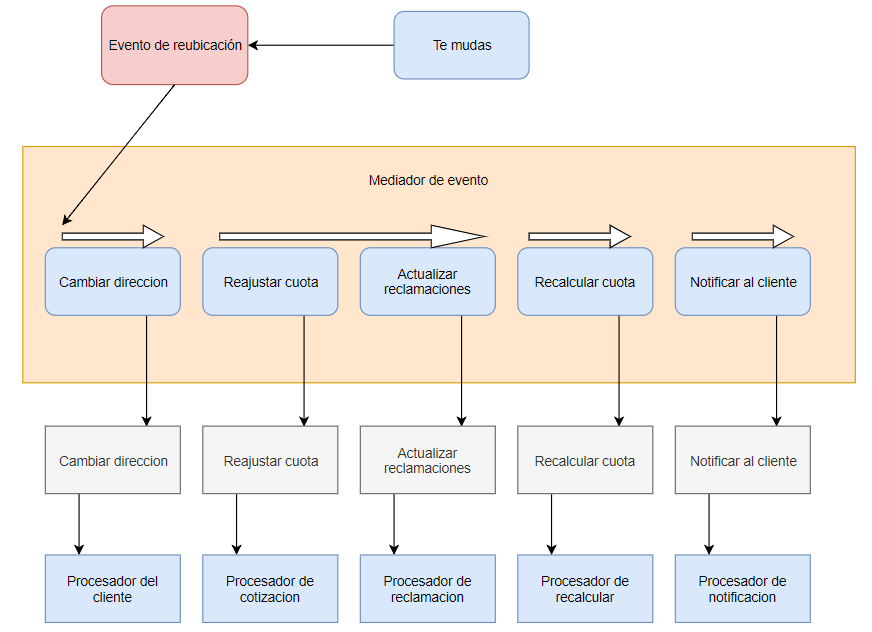 Evento de reubicación
Te mudas
Mediador de evento
Cambiar direccion
Reajustar cuota
Actualizar
reclamaciones
Recalcular cuota
Notificar al cliente
Cambiar direccion
Reajustar cuota
Actualizar
reclamaciones
Recalcular cuota
Notificar al cliente
Procesador del
cliente
Procesador de
cotizacion
Procesador de
reclamacion
Procesador de
recalcular
Procesador de
notificacion